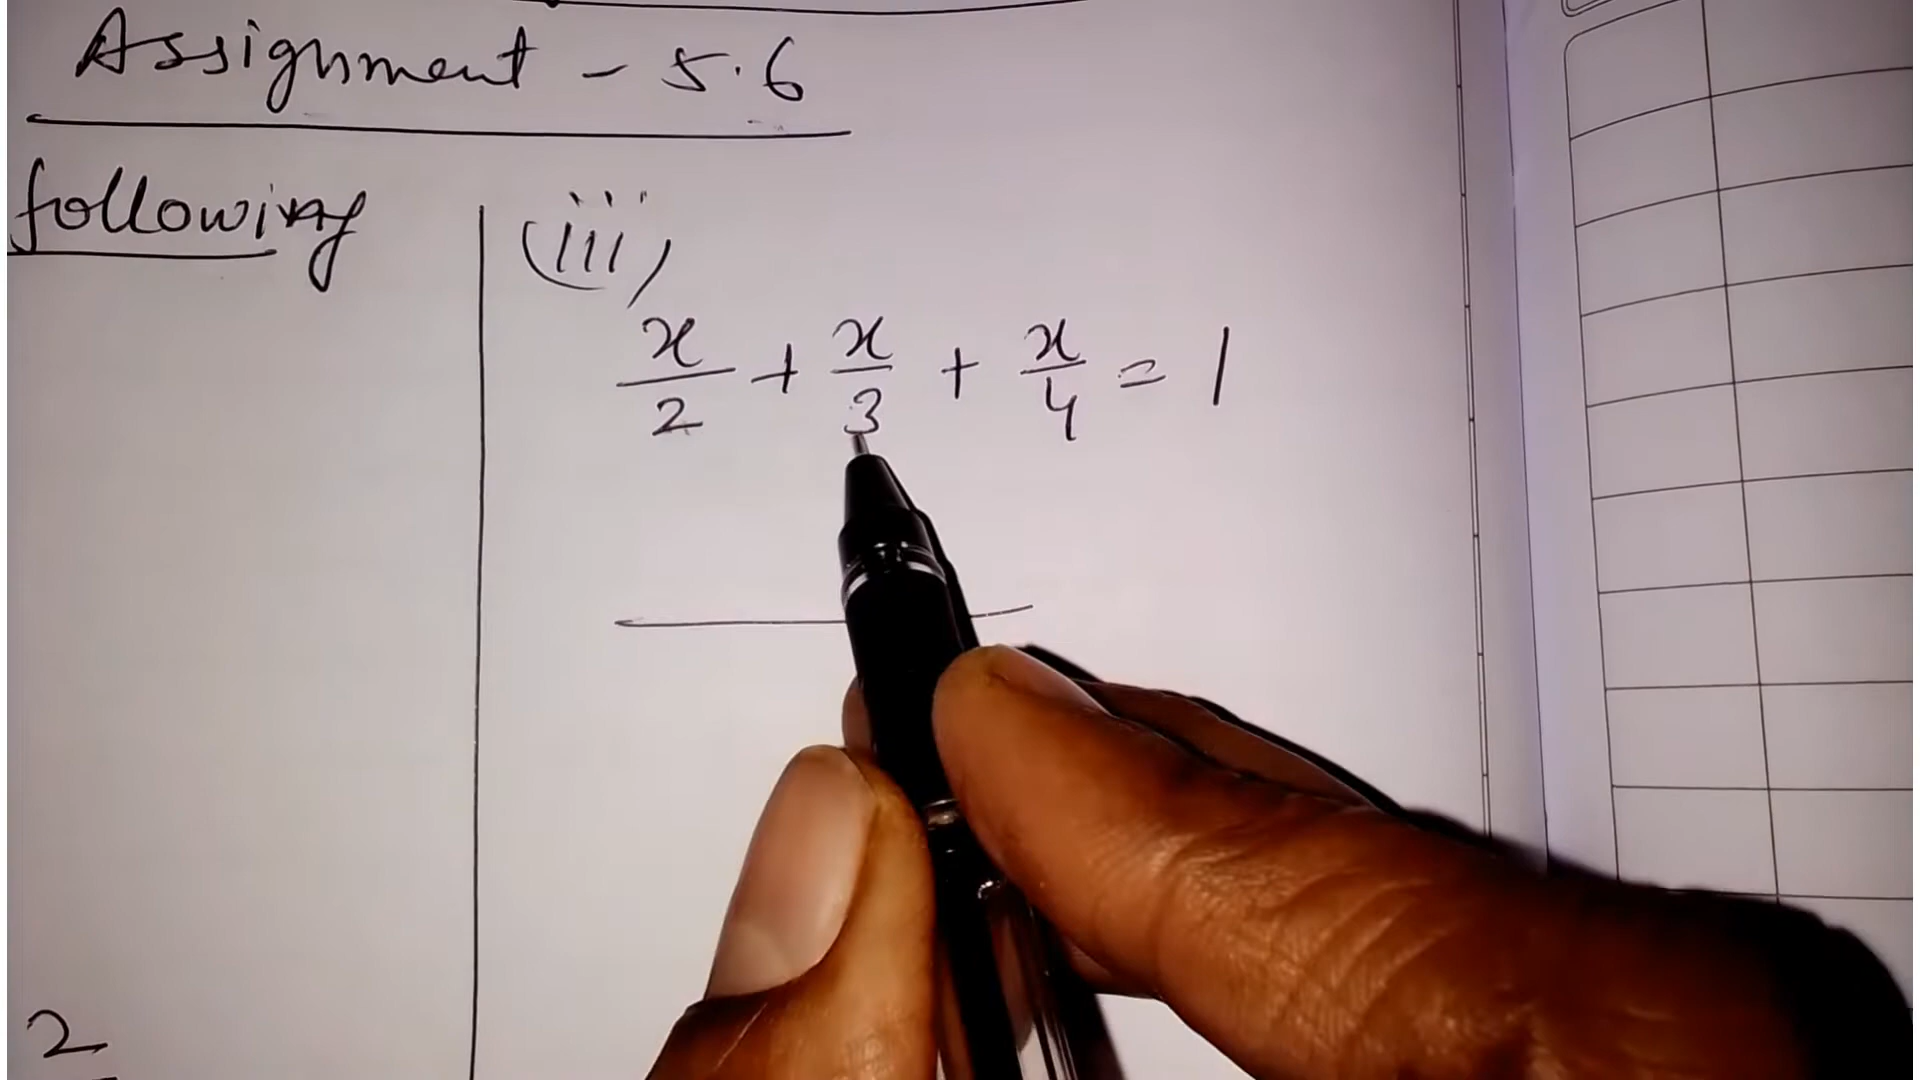 Assignment - 5.6
following
(iii)
x/2 + x/3 + x/4 = 1
2